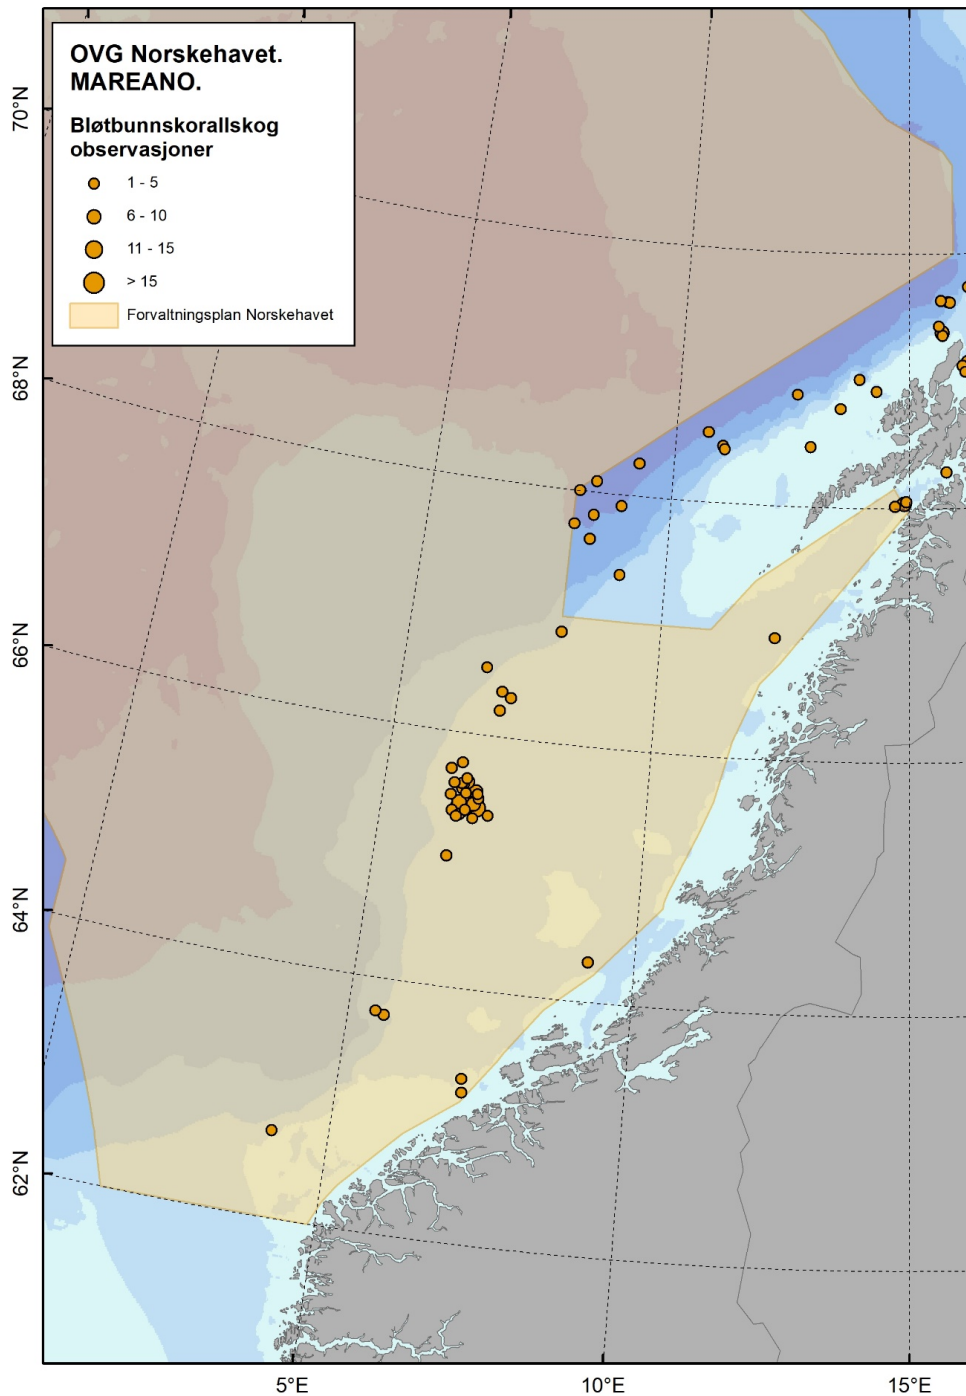 OVG Norskehavet.
MAREANO.
Bløtbunnskorallskog
observasjoner
1 - 5
6 - 10
11 - 15
> 15
Forvaltningsplan Norskehavet
70°N
68°N
66°N
64°N
62°N
5°E
10°E
15°E